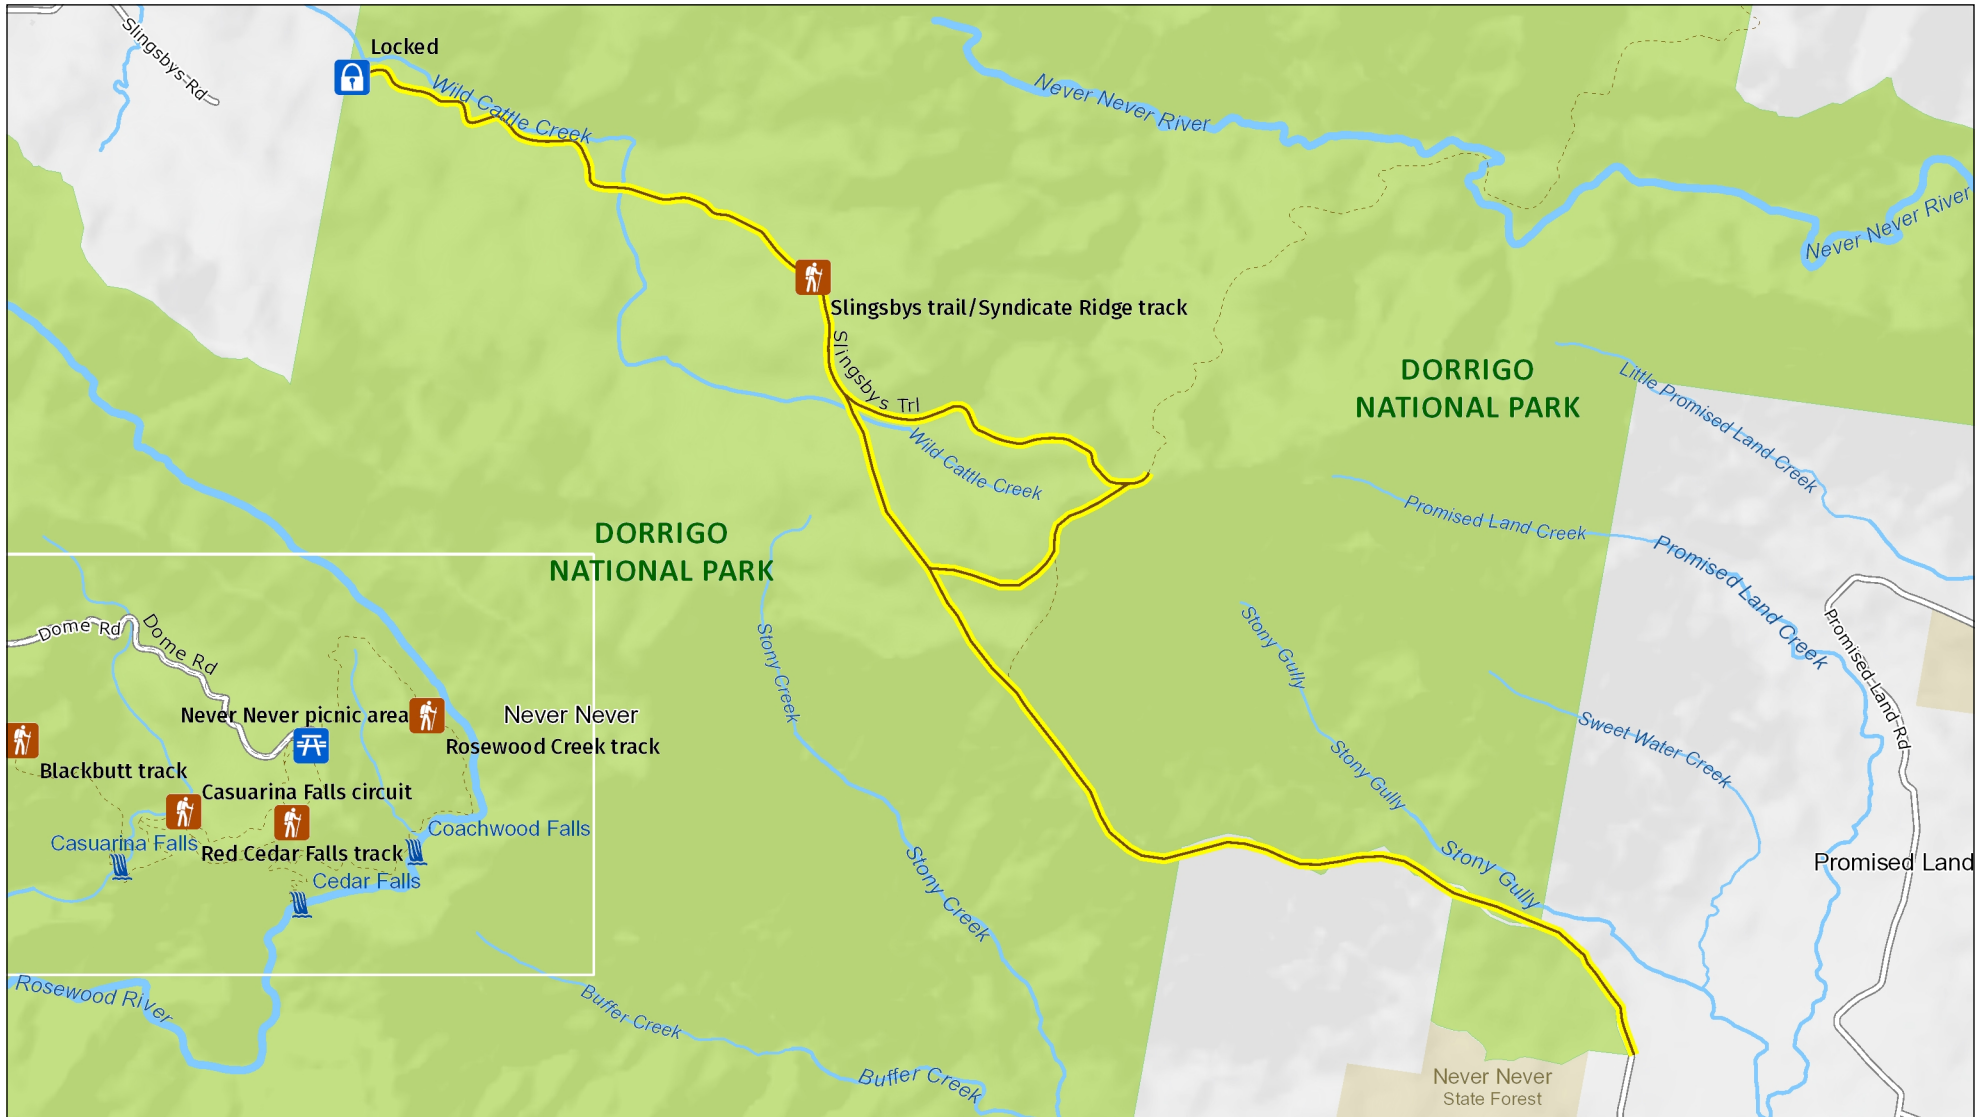 Slingsbys Rd
Locked
Wild Cattle Creek
Never Never River
Never Never River
Slingsbys trail/Syndicate Ridge track
Slingsbys Trl
DORRIGO
NATIONAL PARK
Little Promised Land Creek
Wild Cattle Creek
Promised Land Creek
DORRIGO
NATIONAL PARK
Promised Land Creek
Dome Rd
Dome Rd
Stony Creek
Stony Gully
Promised Land Rd
Never Never picnic area
Never Never
Rosewood Creek track
Sweet Water Creek
Stony Gully
Blackbutt track
Casuarina Falls circuit
Coachwood Falls
Casuarina Falls
Red Cedar Falls track
Cedar Falls
Stony Creek
Stony Gully
Promised Land
Rosewood River
Buffer Creek
Buffer Creek
Never Never
State Forest